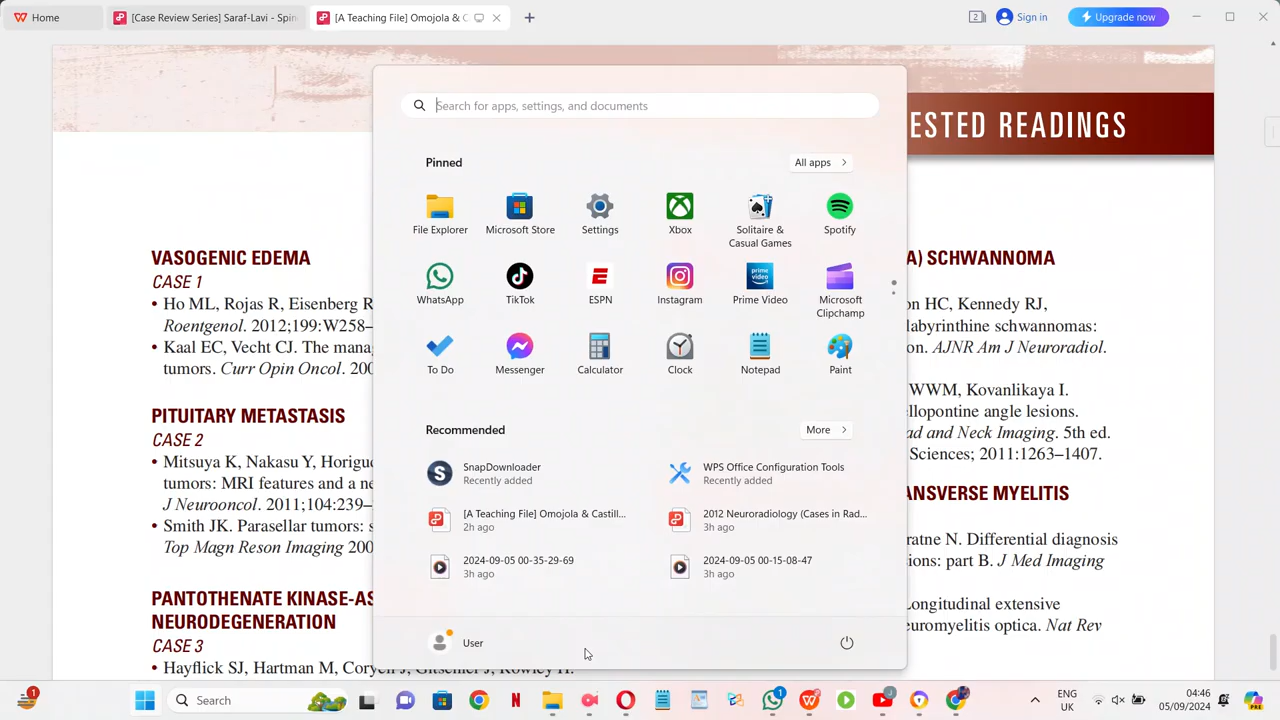 Home
[Case Review Series] Saraf-Lavi - Spin
[A Teaching File] Omojola & C
2
Sign in
Upgrade now
ESTED READINGS
Search for apps, settings, and documents
Pinned
All apps
File Explorer
Microsoft Store
Settings
Xbox
Solitaire &
Casual Games
Spotify
WhatsApp
TikTok
ESPN
Instagram
Prime Video
Microsoft
Clipchamp
To Do
Messenger
Calculator
Clock
Notepad
Paint
Recommended
More
SnapDownloader
Recently added
WPS Office Configuration Tools
Recently added
[A Teaching File] Omojola & Castill...
2h ago
2012 Neuroradiology (Cases in Rad...
3h ago
2024-09-05 00-35-29-69
3h ago
2024-09-05 00-15-08-47
3h ago
User
VASOGENIC EDEMA
CASE 1
• Ho ML, Rojas R, Eisenberg R
Roentgenol. 2012;199:W258–
• Kaal EC, Vecht CJ. The mana
tumors. Curr Opin Oncol. 200
PITUITARY METASTASIS
CASE 2
• Mitsuya K, Nakasu Y, Horigu
tumors: MRI features and a ne
J Neurooncol. 2011;104:239–
• Smith JK. Parasellar tumors: s
Top Magn Reson Imaging 200
PANTOTHENATE KINASE-AS
NEURODEGENERATION
CASE 3
• Hayflick SJ, Hartman M, Coryell J, Gitschier J, Rowley H.
A) SCHWANNOMA
on HC, Kennedy RJ,
labyrinthine schwannomas:
on. AJNR Am J Neuroradiol.
WWM, Kovanlikaya I.
ellopontine angle lesions.
ad and Neck Imaging. 5th ed.
Sciences; 2011:1263–1407.
ANSVERSE MYELITIS
ratne N. Differential diagnosis
ions: part B. J Med Imaging
Longitudinal extensive
euromyelitis optica. Nat Rev
1
Search
1
ENG
UK
04:46
05/09/2024